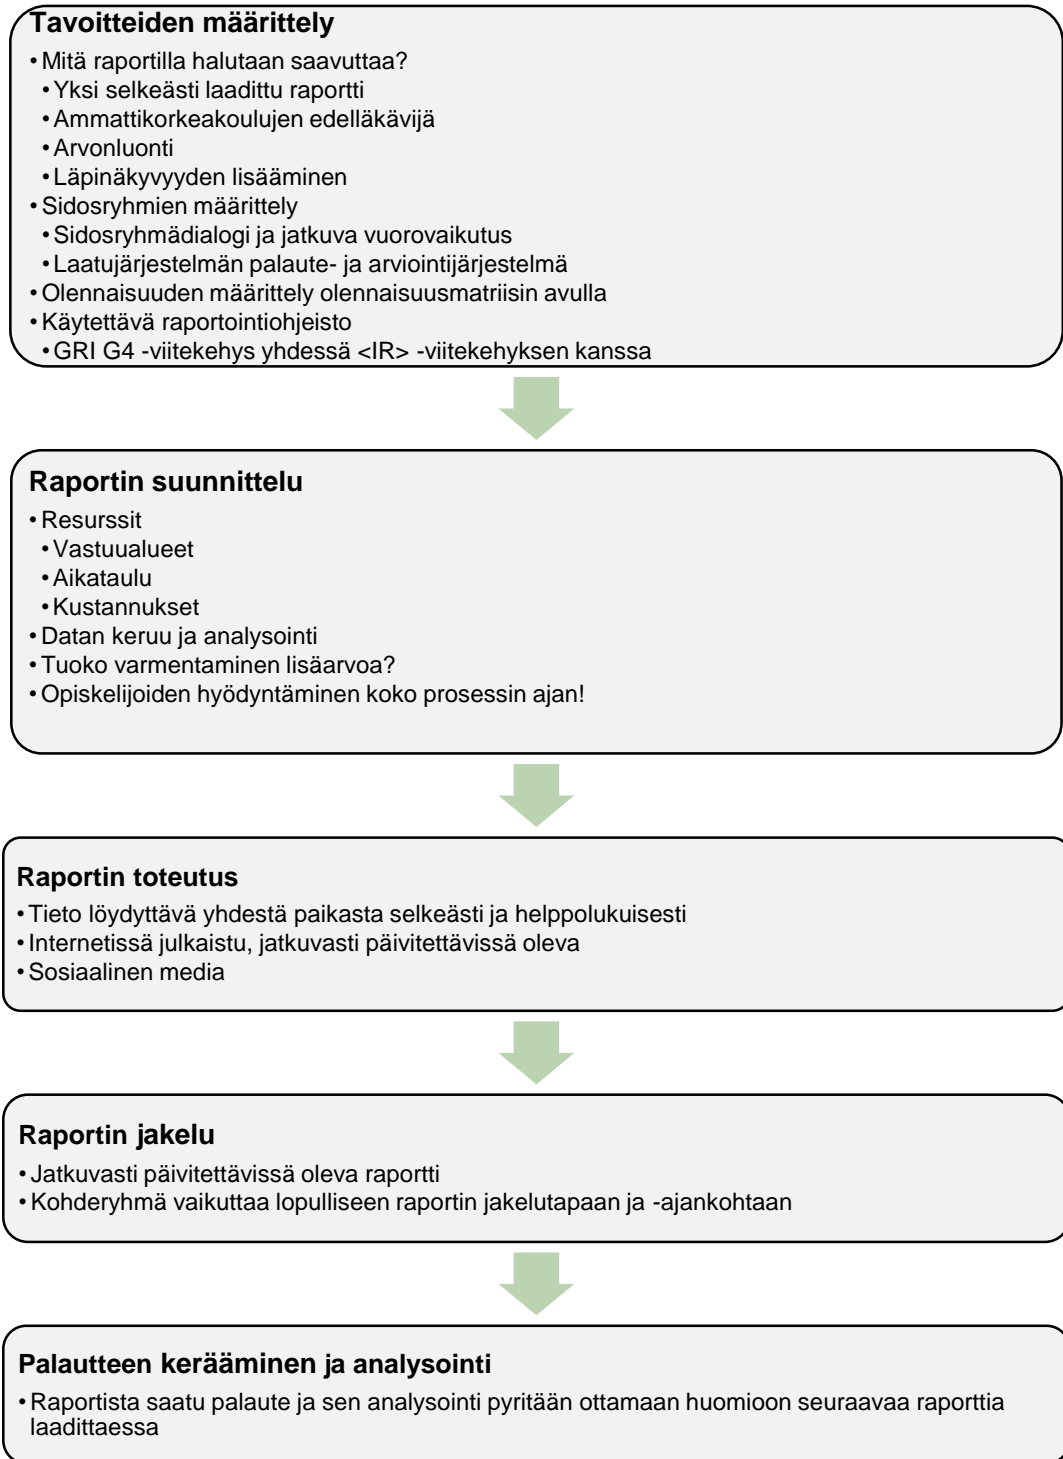 Tavoitteiden määrittely
• Mitä raportilla halutaan saavuttaa?
• Yksi selkeästi laadittu raportti
• Ammattikorkeakoulujen edelläkävijä
• Arvonluonti
• Läpinäkyvyyden lisääminen
• Sidosryhmien määrittely
• Sidosryhmädialogi ja jatkuva vuorovaikutus
• Laatujärjestelmän palaute- ja arviointijärjestelmä
• Olennaisuuden määrittely olennaisuusmatriisin avulla
• Käytettävä raportointiohjeisto
• GRI G4 -viitekehys yhdessä <IR> -viitekehyksen kanssa
Raportin suunnittelu
• Resurssit
• Vastuualueet
• Aikataulu
• Kustannukset
• Datan keruu ja analysointi
• Tuoko varmentaminen lisäarvoa?
• Opiskelijoiden hyödyntäminen koko prosessin ajan!
Raportin toteutus
• Tieto löydyttävä yhdestä paikasta selkeästi ja helppolukuisesti
• Internetissä julkaistu, jatkuvasti päivitettävissä oleva
• Sosiaalinen media
Raportin jakelu
• Jatkuvasti päivitettävissä oleva raportti
• Kohderyhmä vaikuttaa lopulliseen raportin jakelutapaan ja -ajankohtaan
Palautteen kerääminen ja analysointi
• Raportista saatu palaute ja sen analysointi pyritään ottamaan huomioon seuraavaa raporttia
laadittaessa